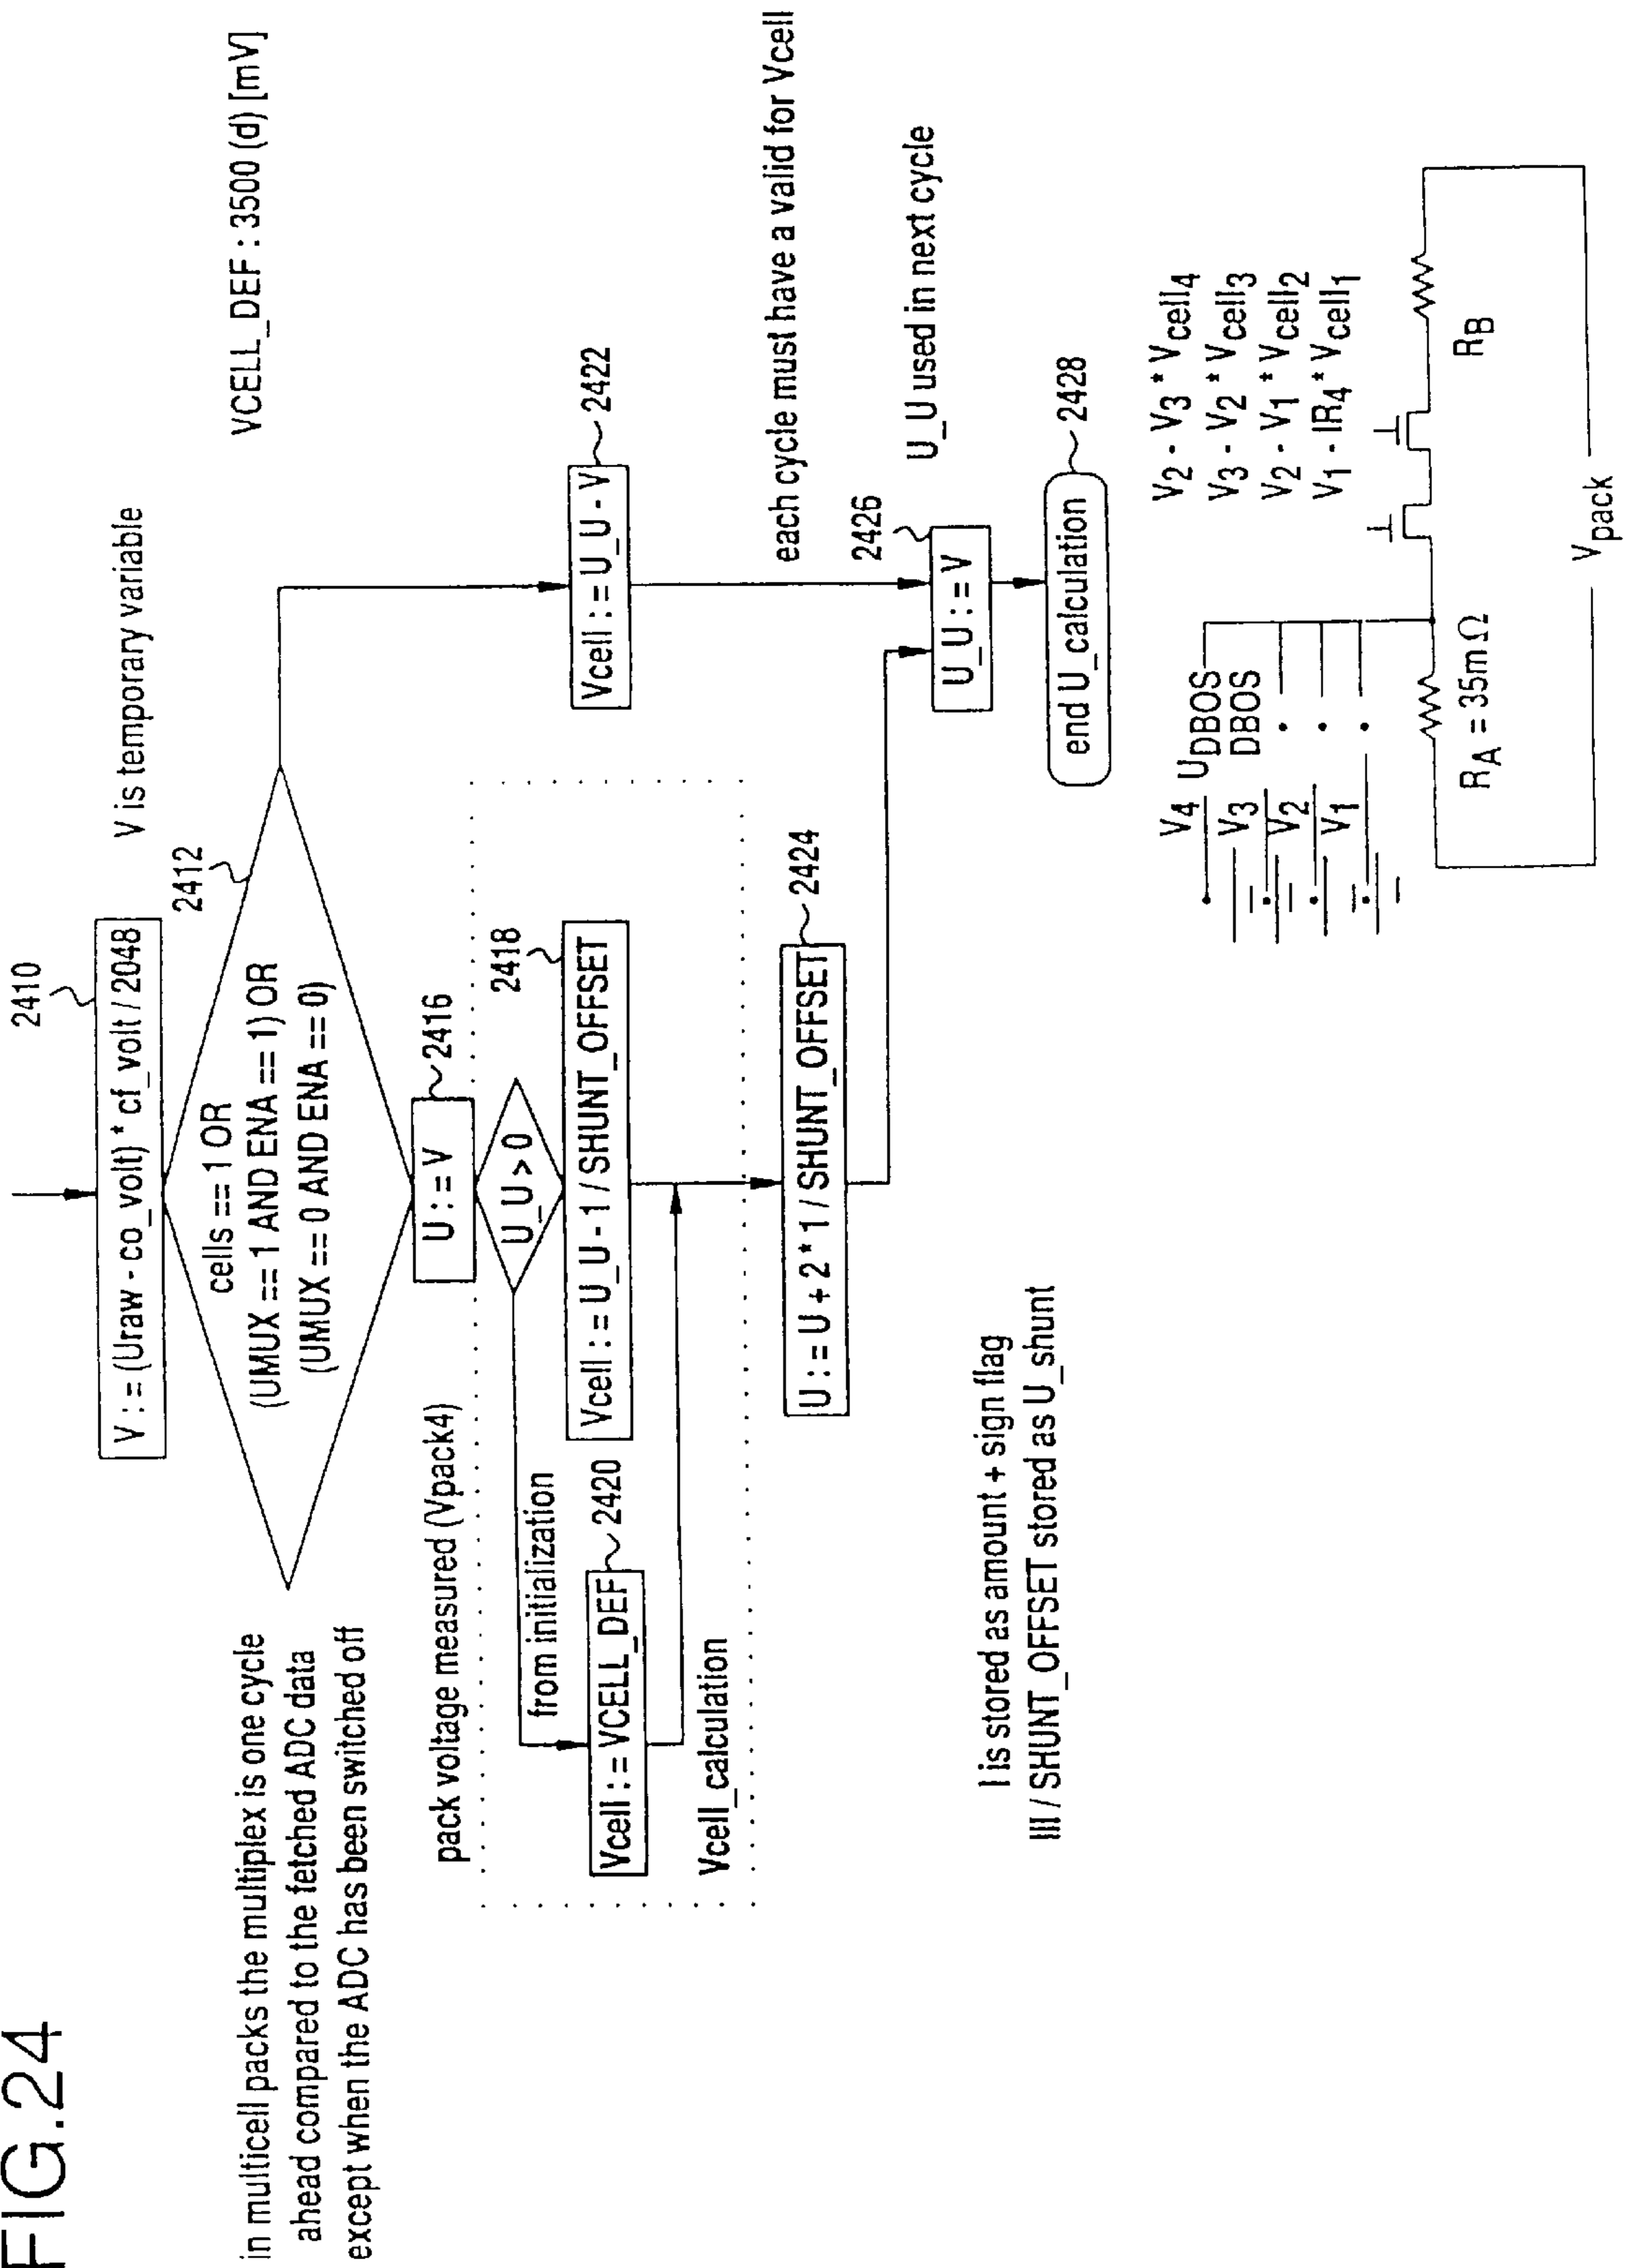 FIG.24
2410
V := (Uraw - co_volt) * cf_volt / 2048
V is temporary variable
in multicell packs the multiplex is one cycle
ahead compared to the fetched ADC data
except when the ADC has been switched off
2412
cells == 1 OR
(UMUX == 1 AND ENA == 1) OR
(UMUX == 0 AND ENA == 0)
VCELL_DEF : 3500 (d) [mV]
pack voltage measured (Vpack4)
U := V
2416
U_U > 0
from initialization
2418
Vcell := VCELL_DEF
2420
Vcell := U_U - 1 / SHUNT_OFFSET
Vcell := U_U - V
2422
Vcell_calculation
each cycle must have a valid for Vcell
U := U + 2 * 1 / SHUNT_OFFSET
2424
2426
U_U := V
U_U used in next cycle
end U_calculation
2428
I is stored as amount + sign flag
III / SHUNT_OFFSET stored as U_shunt
V4 UDBOS
V3 DBOS
V2
V1
V2 - V3 * Vcell4
V3 - V2 * Vcell3
V2 - V1 * Vcell2
V1 - IR4 * Vcell1
RA = 35mΩ
RB
Vpack